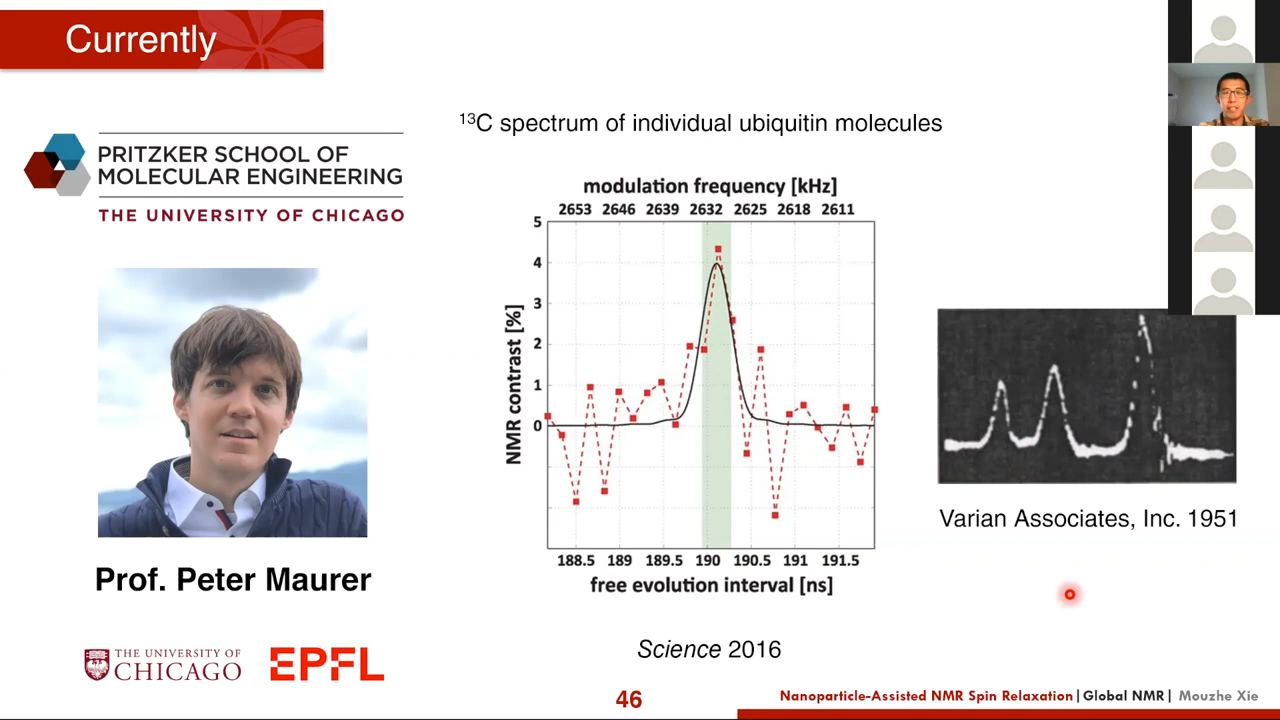 Currently
PRITZKER SCHOOL OF
MOLECULAR ENGINEERING
THE UNIVERSITY OF CHICAGO
Prof. Peter Maurer
THE UNIVERSITY OF
CHICAGO
EPFL
¹³C spectrum of individual ubiquitin molecules
modulation frequency [kHz]
2653 2646 2639 2632 2625 2618 2611
5
4
3
2
1
0
NMR contrast [%]
188.5 189 189.5 190 190.5 191 191.5
free evolution interval [ns]
Science 2016
Varian Associates, Inc. 1951
46
Nanoparticle-Assisted NMR Spin Relaxation | Global NMR | Mouzhe Xie